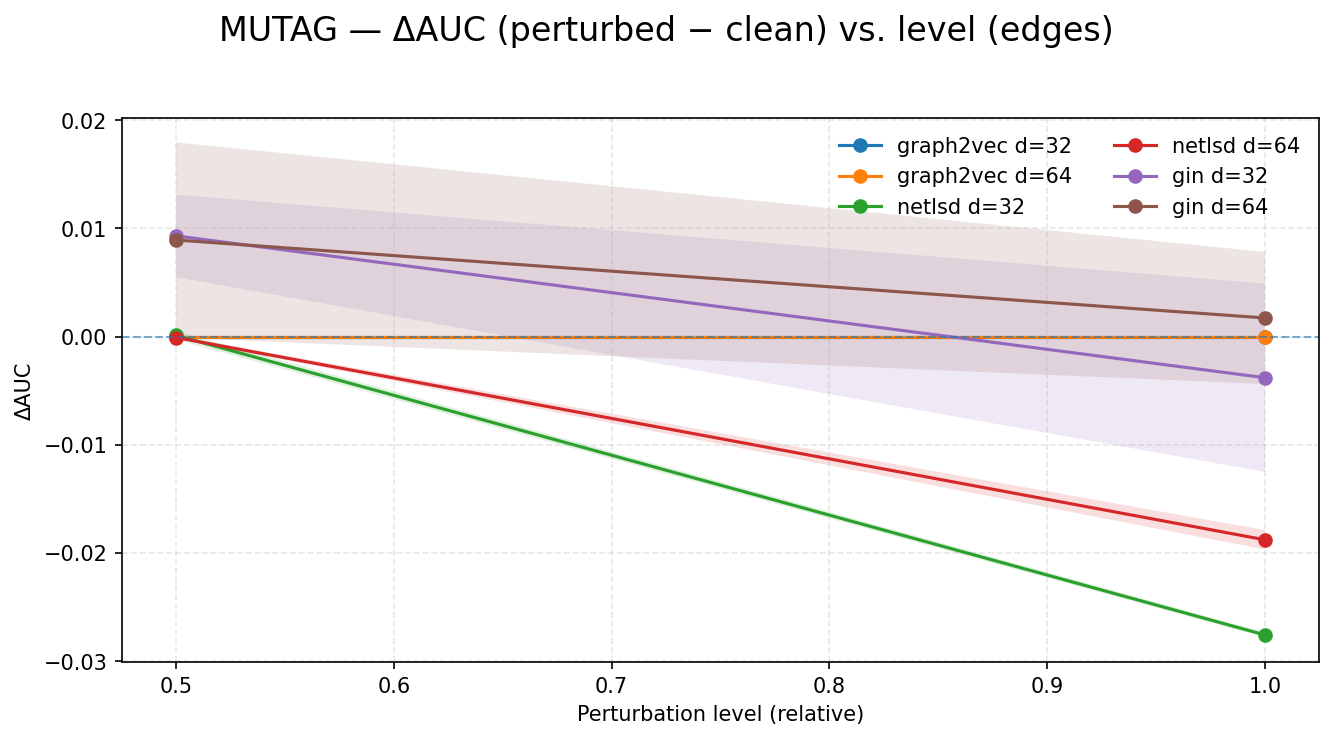 MUTAG — ΔAUC (perturbed − clean) vs. level (edges)
0.02
0.01
0.00
−0.01
−0.02
−0.03
ΔAUC
graph2vec d=32
graph2vec d=64
netlsd d=32
netlsd d=64
gin d=32
gin d=64
0.5 0.6 0.7 0.8 0.9 1.0
Perturbation level (relative)